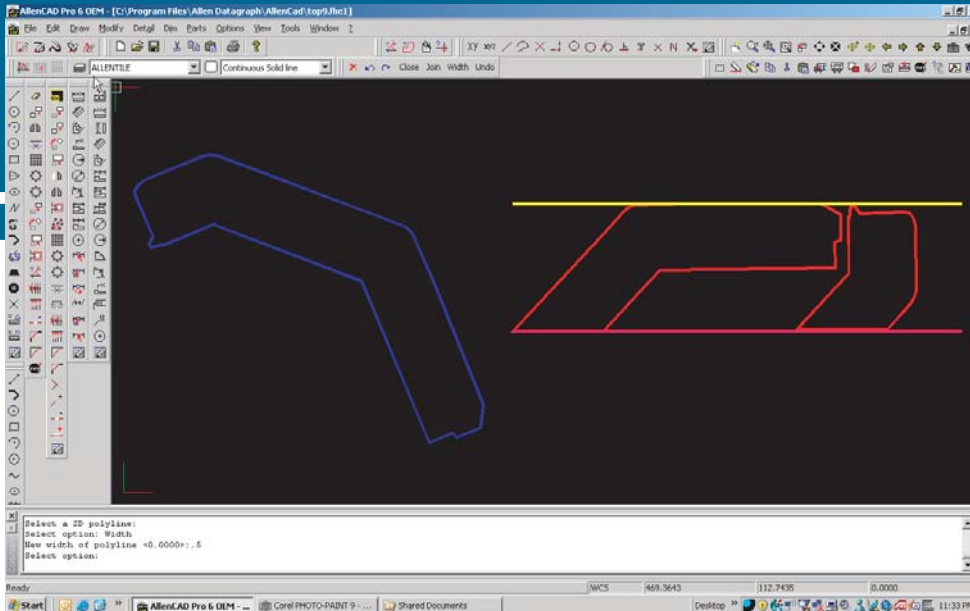 AllenCAD Pro 6 OEM - [C:\Program Files\Allen Datagraph\AllenCad\top9.fhe1]
File Edit Draw Modify Detail Dim Parts Options View Tools Window ?
XY XYZ
ALLENTILE Continuous Solid line Close Join Width Undo
Select a 2D polyline:
Select option: Width
New width of polyline <0.0000>:.5
Select option:
Ready WCS 469.3643 112.7435 0.0000
Start AllenCAD Pro 6 OEM - ... Corel PHOTO-PAINT 9 - ... Shared Documents Desktop